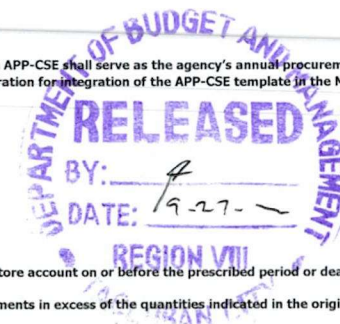 DEPARTMENT OF BUDGET AND MANAGEMENT
APP-CSE shall serve as the agency's annual procurem
ration for integration of the APP-CSE template in the N
RELEASED
BY:
DATE: 9-27-
REGION VIII
tore account on or before the prescribed period or dea
ments in excess of the quantities indicated in the origi